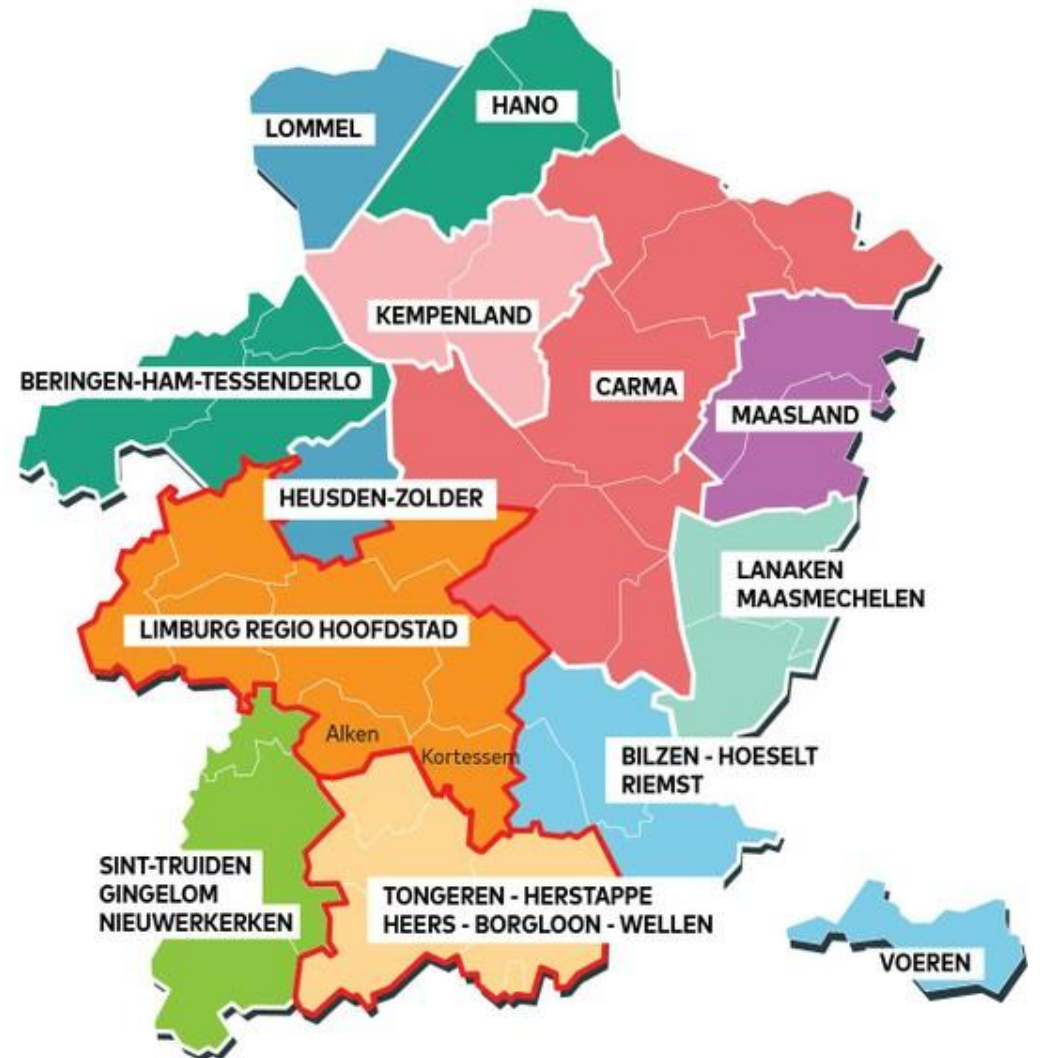 HANO
LOMMEL
KEMPENLAND
BERINGEN-HAM-TESSENDERLO
CARMA
MAASLAND
HEUSDEN-ZOLDER
LANAKEN
MAASMECHELEN
LIMBURG REGIO HOOFDSTAD
Alken
Kortessem
BILZEN - HOESELT
RIEMST
SINT-TRUIDEN
GINGELOM
NIEUWERKERKEN
TONGEREN - HERSTAPPE
HEERS - BORGLOON - WELLEN
VOEREN